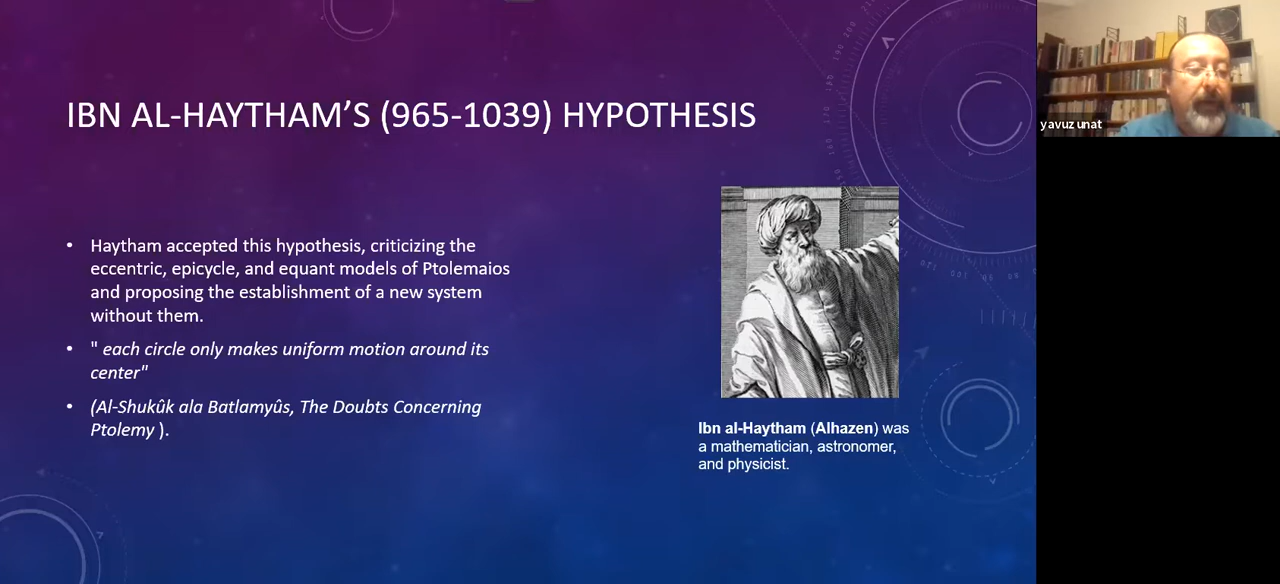 IBN AL-HAYTHAM'S (965-1039) HYPOTHESIS
yavuz unat
• Haytham accepted this hypothesis, criticizing the
eccentric, epicycle, and equant models of Ptolemaios
and proposing the establishment of a new system
without them.
• " each circle only makes uniform motion around its
center"
• (Al-Shukûk ala Batlamyûs, The Doubts Concerning
Ptolemy ).
Ibn al-Haytham (Alhazen) was
a mathematician, astronomer,
and physicist.